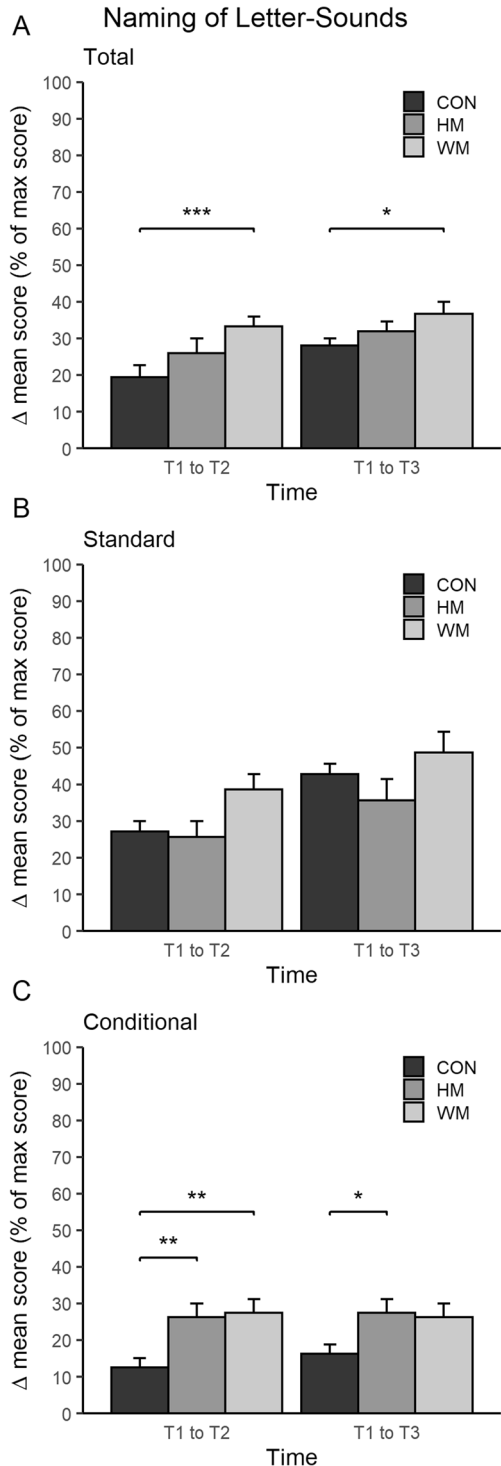 A
Naming of Letter-Sounds
Total
Δ mean score (% of max score)
100
90
80
70
60
50
40
30
20
10
0
CON
HM
WM
***
*
T1 to T2
T1 to T3
Time
B
Standard
Δ mean score (% of max score)
100
90
80
70
60
50
40
30
20
10
0
CON
HM
WM
T1 to T2
T1 to T3
Time
C
Conditional
Δ mean score (% of max score)
100
90
80
70
60
50
40
30
20
10
0
CON
HM
WM
**
*
**
T1 to T2
T1 to T3
Time